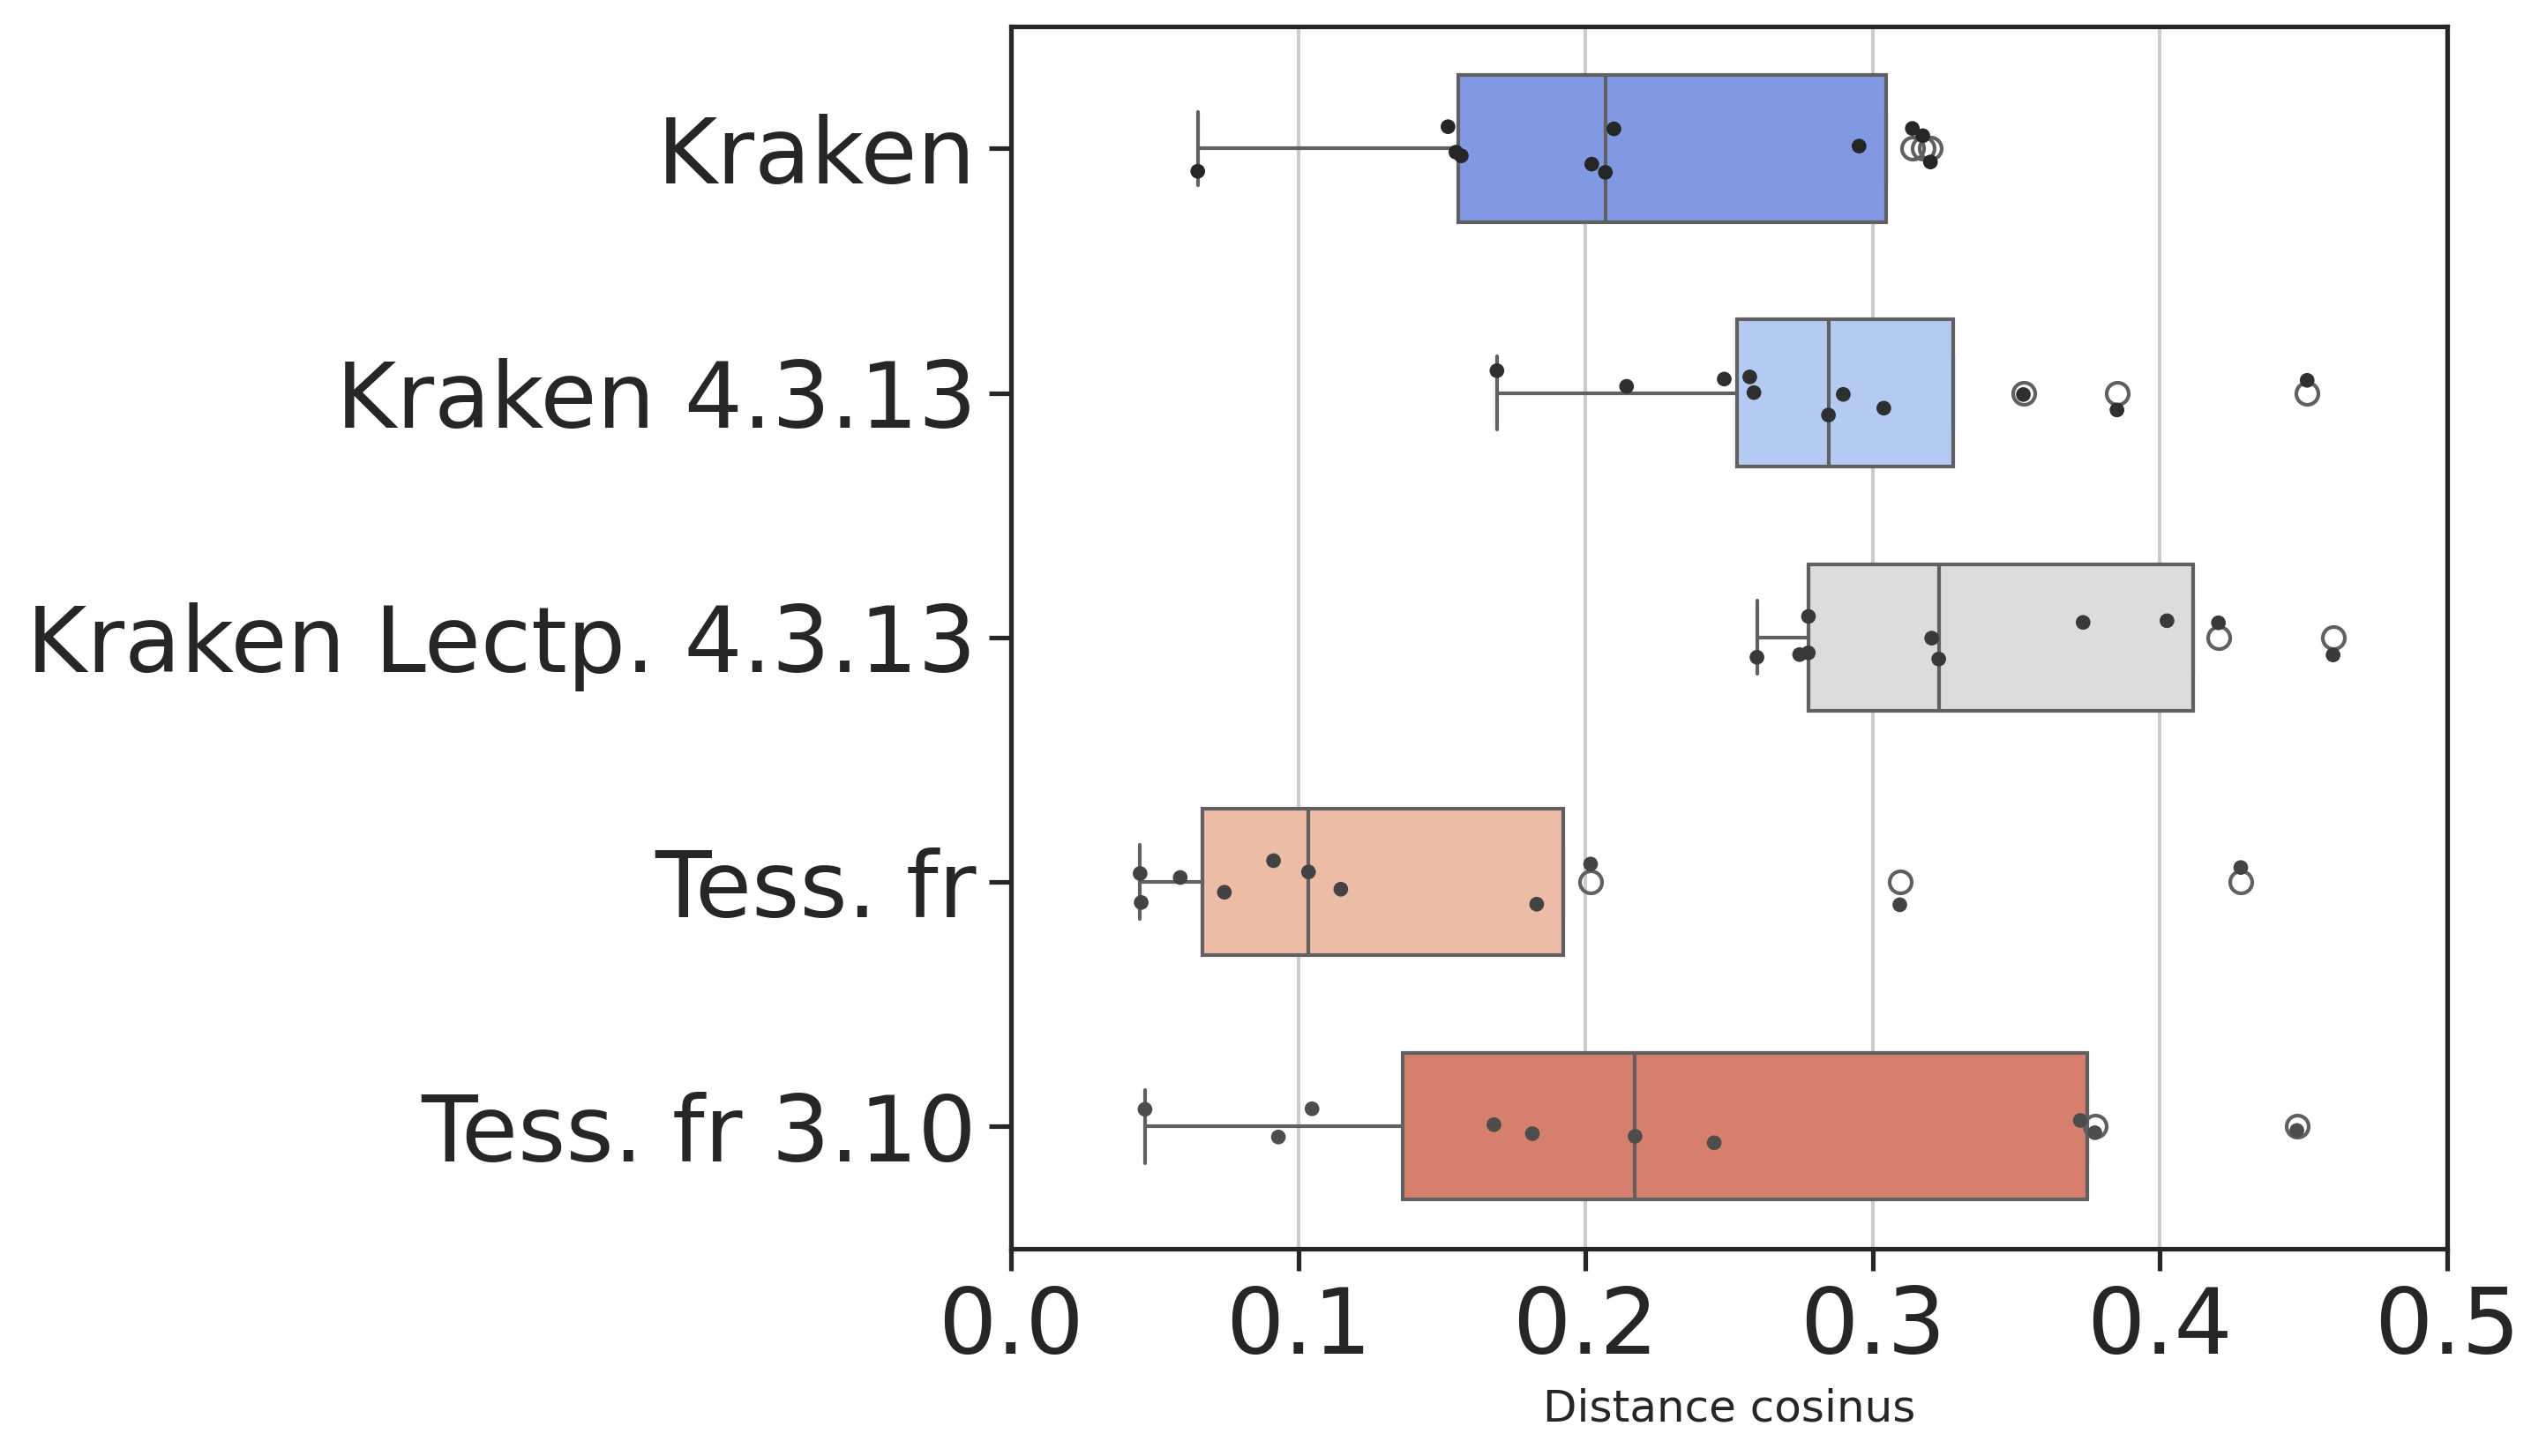 Kraken
Kraken 4.3.13
Kraken Lectp. 4.3.13
Tess. fr
Tess. fr 3.10
0.0 0.1 0.2 0.3 0.4 0.5
Distance cosinus